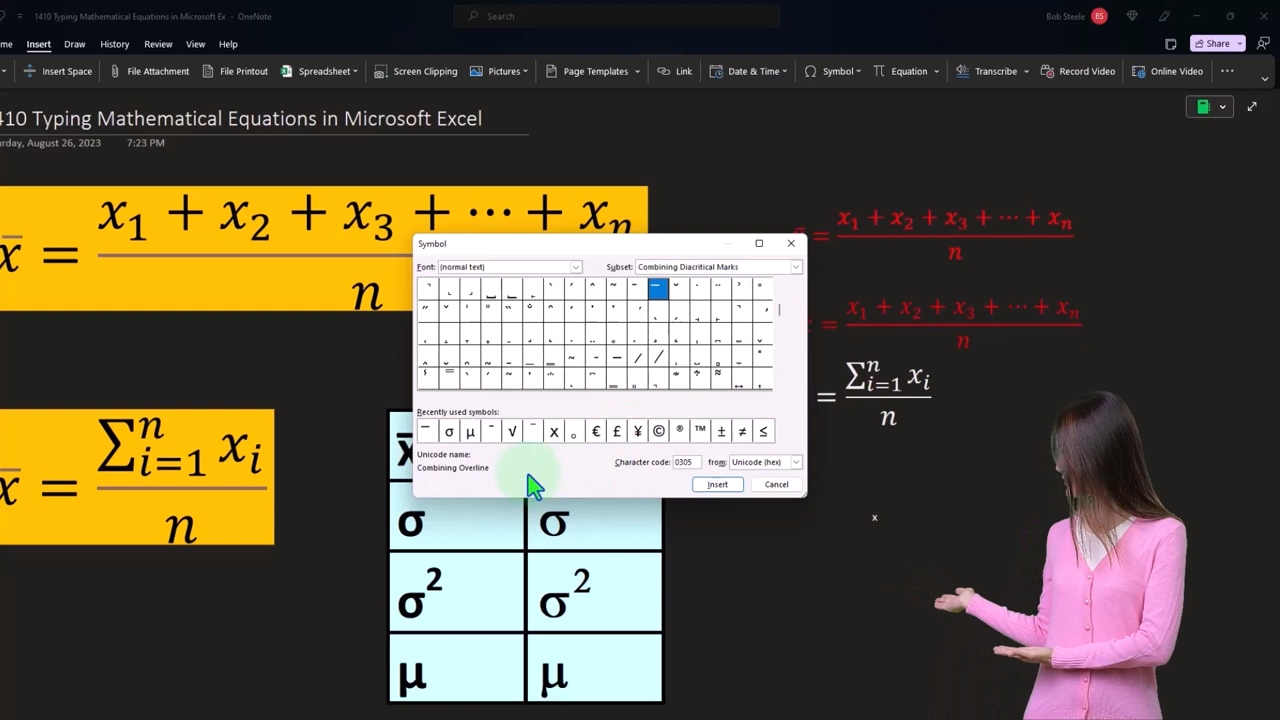 1410 Typing Mathematical Equations in Microsoft Ex - OneNote
Search
Bob Steele BS
me Insert Draw History Review View Help
Share
Insert Space File Attachment File Printout Spreadsheet Screen Clipping Pictures Page Templates Link Date & Time Symbol Equation Transcribe Record Video Online Video
410 Typing Mathematical Equations in Microsoft Excel
rday, August 26, 2023 7:23 PM
x̅ = (x₁ + x₂ + x₃ + ⋯ + xₙ) / n
= (x₁ + x₂ + x₃ + ⋯ + xₙ) / n
Symbol
Font: (normal text) Subset: Combining Diacritical Marks
= (x₁ + x₂ + x₃ + ⋯ + xₙ) / n
= (∑ⁿᵢ₌₁ xᵢ) / n
Recently used symbols:
¯ σ μ ¯ √ ¯ x 。 € £ ¥ © ® ™ ± ≠ ≤
Unicode name:
Combining Overline
Character code: 0305 from: Unicode (hex)
Insert Cancel
x̅ = (∑ⁿᵢ₌₁ xᵢ) / n
x̅
σ σ
x
σ² σ²
μ μ